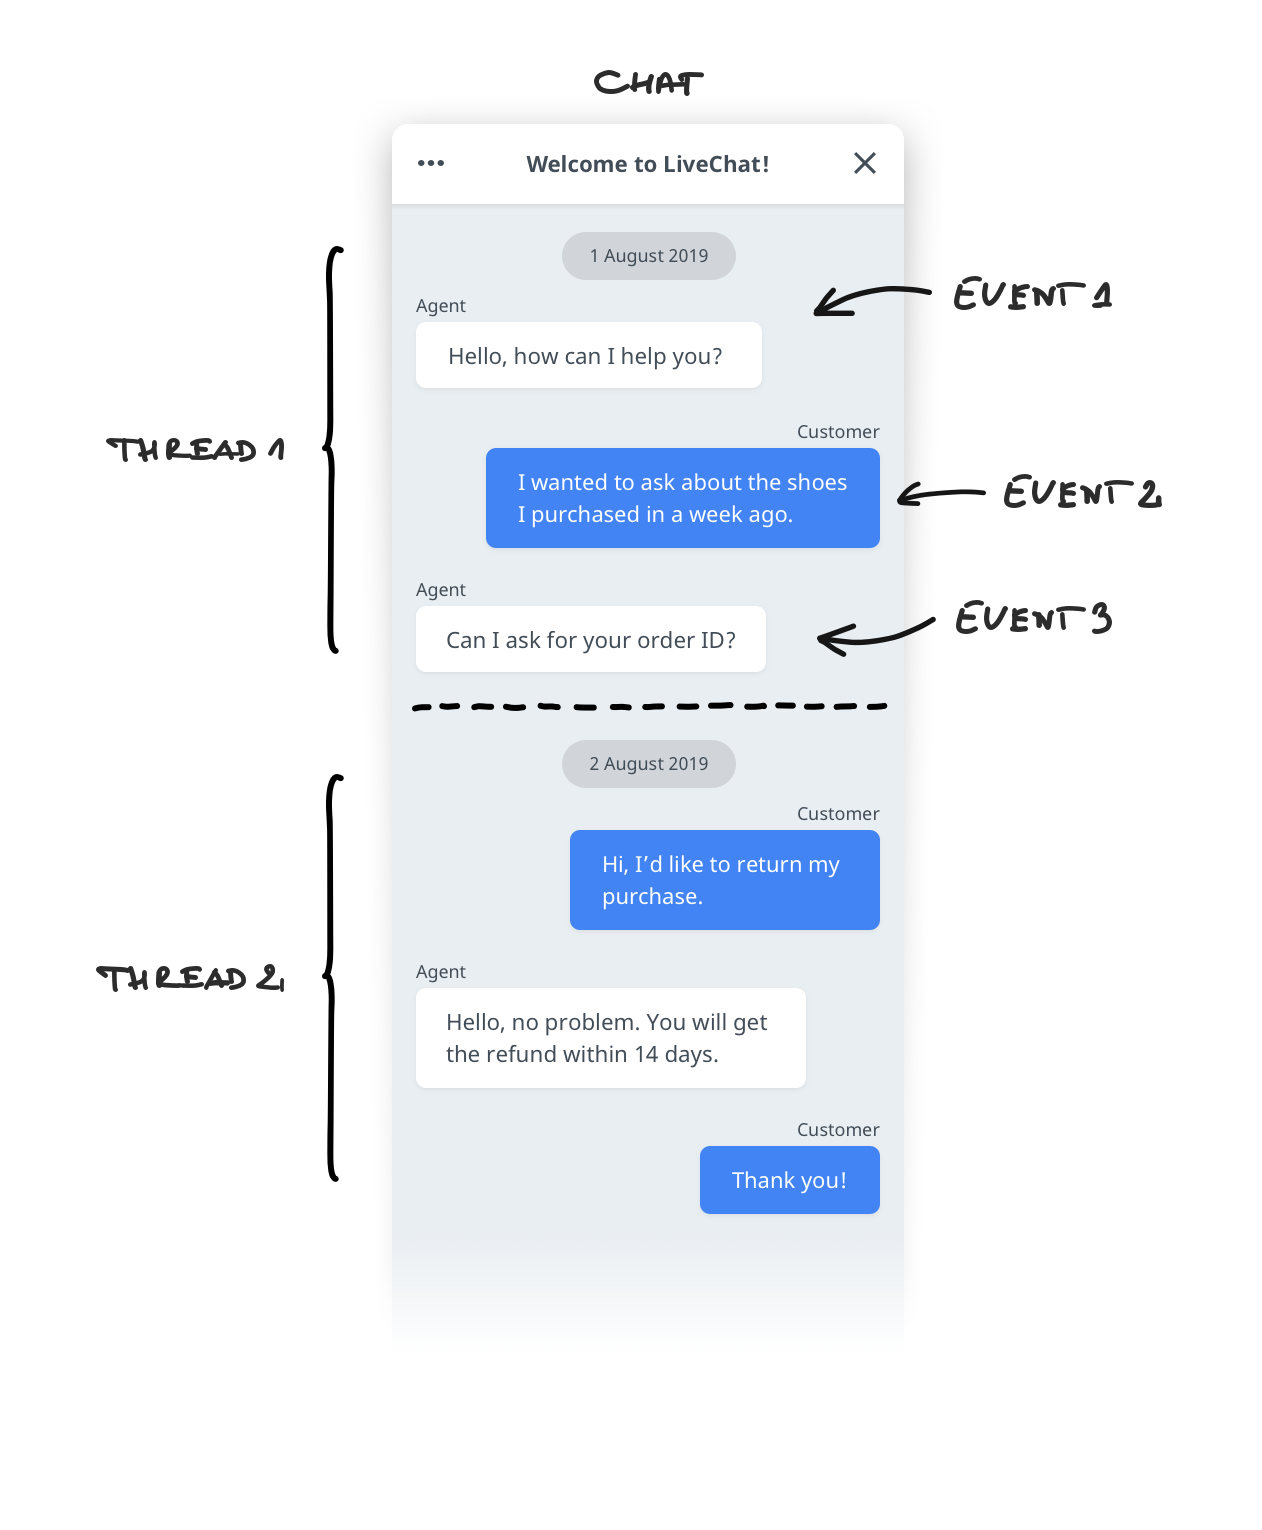 CHAT
Welcome to LiveChat!
1 August 2019
EVENT 1
Agent
Hello, how can I help you?
Customer
THREAD 1
I wanted to ask about the shoes
I purchased in a week ago.
EVENT 2
Agent
Can I ask for your order ID?
EVENT 3
2 August 2019
Customer
Hi, I’d like to return my
purchase.
THREAD 2
Agent
Hello, no problem. You will get
the refund within 14 days.
Customer
Thank you!